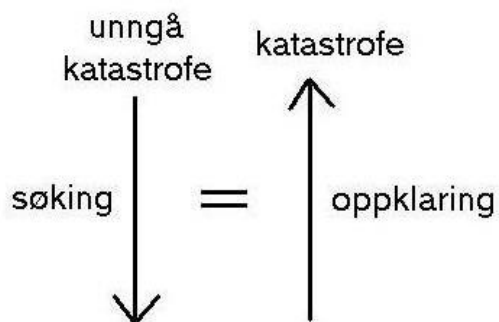 unngå
katastrofe
katastrofe
søking
=
oppklaring